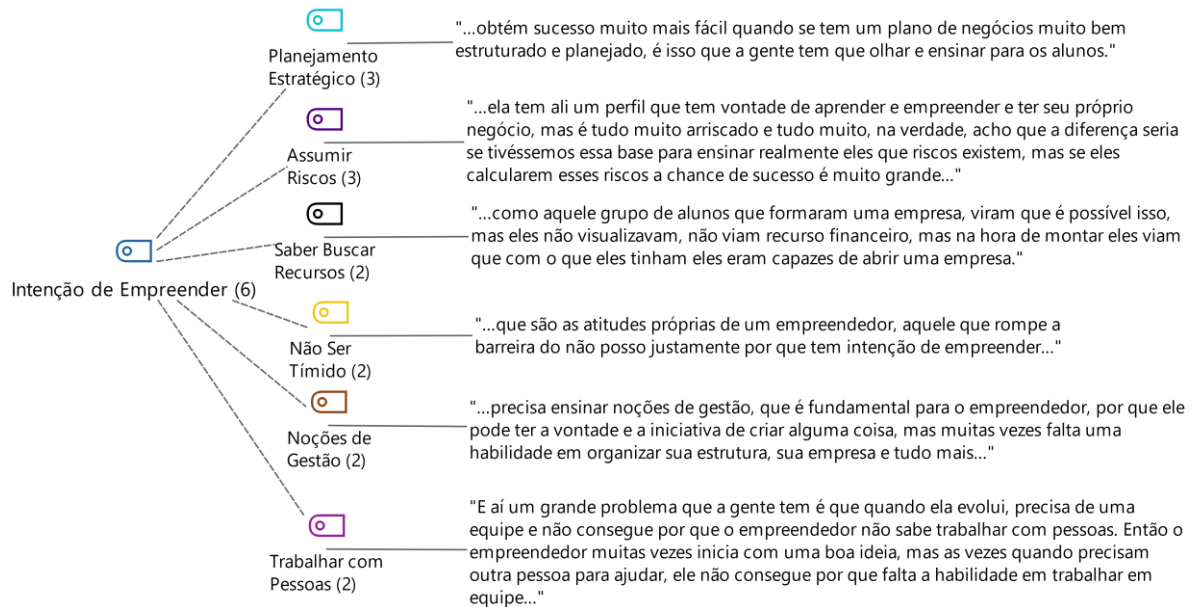 Planejamento
Estratégico (3)
"...obtém sucesso muito mais fácil quando se tem um plano de negócios muito bem
estruturado e planejado, é isso que a gente tem que olhar e ensinar para os alunos."
Assumir
Riscos (3)
"...ela tem ali um perfil que tem vontade de aprender e empreender e ter seu próprio
negócio, mas é tudo muito arriscado e tudo muito, na verdade, acho que a diferença seria
se tivéssemos essa base para ensinar realmente eles que riscos existem, mas se eles
calcularem esses riscos a chance de sucesso é muito grande..."
Saber Buscar
Recursos (2)
"...como aquele grupo de alunos que formaram uma empresa, viram que é possível isso,
mas eles não visualizavam, não viam recurso financeiro, mas na hora de montar eles viam
que com o que eles tinham eles eram capazes de abrir uma empresa."
Intenção de Empreender (6)
Não Ser
Tímido (2)
"...que são as atitudes próprias de um empreendedor, aquele que rompe a
barreira do não posso justamente por que tem intenção de empreender..."
Noções de
Gestão (2)
"...precisa ensinar noções de gestão, que é fundamental para o empreendedor, por que ele
pode ter a vontade e a iniciativa de criar alguma coisa, mas muitas vezes falta uma
habilidade em organizar sua estrutura, sua empresa e tudo mais..."
Trabalhar com
Pessoas (2)
"E aí um grande problema que a gente tem é que quando ela evolui, precisa de uma
equipe e não consegue por que o empreendedor não sabe trabalhar com pessoas. Então o
empreendedor muitas vezes inicia com uma boa ideia, mas as vezes quando precisam
outra pessoa para ajudar, ele não consegue por que falta a habilidade em trabalhar em
equipe..."